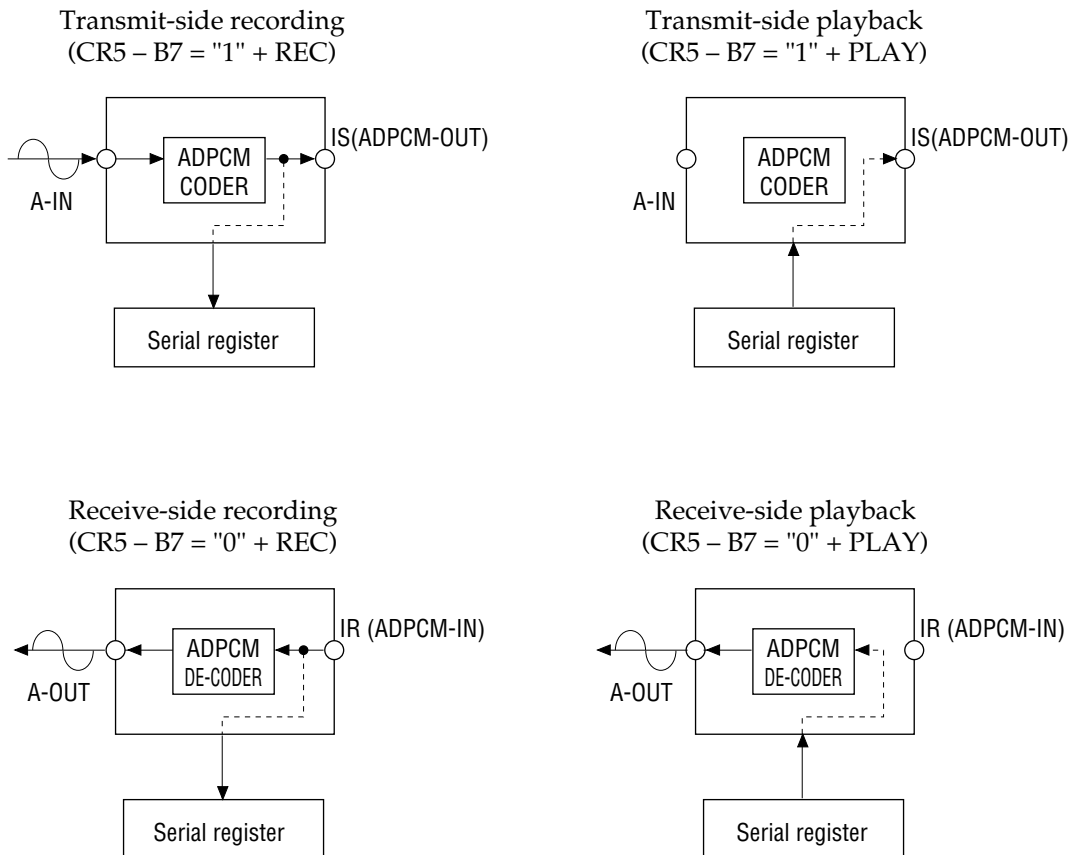 Transmit-side recording
(CR5 – B7 = "1" + REC)
A-IN
ADPCM
CODER
IS(ADPCM-OUT)
Serial register
Transmit-side playback
(CR5 – B7 = "1" + PLAY)
A-IN
ADPCM
CODER
IS(ADPCM-OUT)
Serial register
Receive-side recording
(CR5 – B7 = "0" + REC)
A-OUT
ADPCM
DE-CODER
IR (ADPCM-IN)
Serial register
Receive-side playback
(CR5 – B7 = "0" + PLAY)
A-OUT
ADPCM
DE-CODER
IR (ADPCM-IN)
Serial register